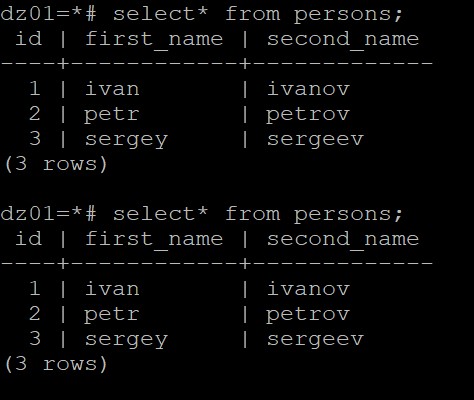 dz01=*# select* from persons;
 id | first_name | second_name
----+------------+-------------
  1 | ivan       | ivanov
  2 | petr       | petrov
  3 | sergey     | sergeev
(3 rows)

dz01=*# select* from persons;
 id | first_name | second_name
----+------------+-------------
  1 | ivan       | ivanov
  2 | petr       | petrov
  3 | sergey     | sergeev
(3 rows)